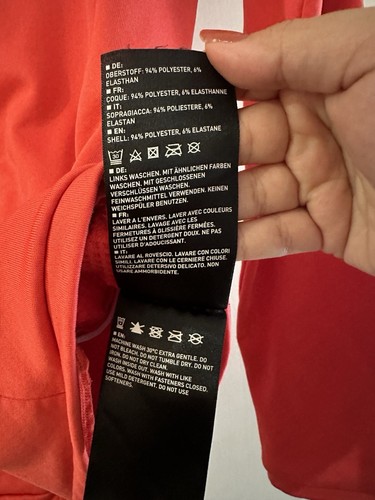 ■ DE:
OBERSTOFF: 94% POLYESTER, 6%
ELASTHAN
■ FR:
COQUE: 94% POLYESTER, 6% ELASTHANNE
■ IT:
SOPRAGIACCA: 94% POLIESTERE, 6%
ELASTAN
■ EN:
SHELL: 94% POLYESTER, 6% ELASTANE
30
■ DE:
LINKS WASCHEN. MIT ÄHNLICHEN FARBEN
WASCHEN. MIT GESCHLOSSENEN
VERSCHLÜSSEN WASCHEN.
FEINWASCHMITTEL VERWENDEN. KEINEN
WEICHSPÜLER BENUTZEN.
■ FR:
LAVER A L'ENVERS. LAVER AVEC COULEURS
SIMILAIRES. LAVAGE AVEC LES
FERMETURES A GLISSIÈRE FERMÉES.
UTILISEZ UN DETERGENT DOUX. NE PAS
UTILISER D'ADOUCISSANT.
■ IT:
LAVARE AL ROVESCIO. LAVARE CON COLORI
SIMILI. LAVARE CON LE CERNIERE CHIUSE.
UTILIZZARE DETERSIVO DELICATO. NON
USARE AMMORBIDENTE.
■ EN:
MACHINE WASH 30°C EXTRA GENTLE. DO
NOT BLEACH. DO NOT TUMBLE DRY. DO NOT
IRON. DO NOT DRY CLEAN.
WASH INSIDE OUT. WASH WITH LIKE
COLORS. WASH WITH FASTENERS CLOSED.
USE MILD DETERGENT. DO NOT USE
SOFTENERS.